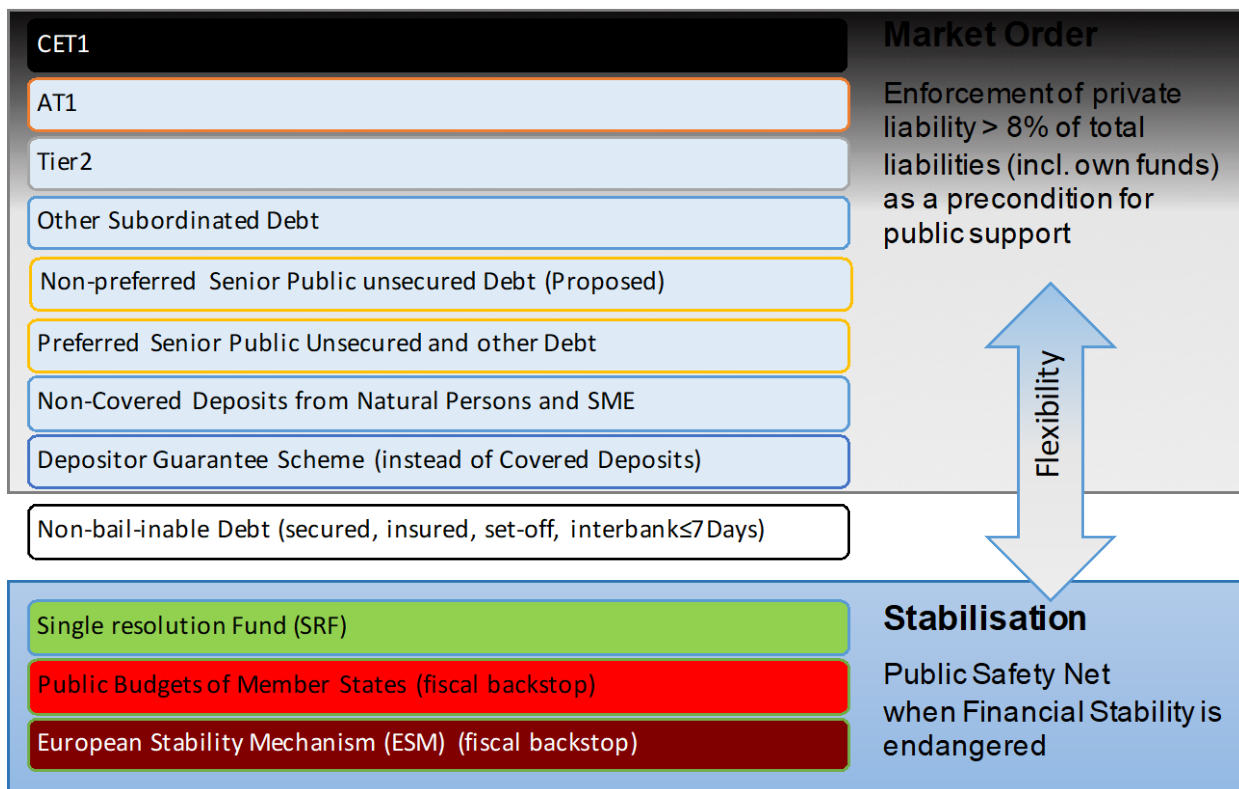 CET1
AT1
Tier2
Other Subordinated Debt
Non-preferred Senior Public unsecured Debt (Proposed)
Preferred Senior Public Unsecured and other Debt
Non-Covered Deposits from Natural Persons and SME
Depositor Guarantee Scheme (instead of Covered Deposits)
Market Order
Enforcement of private
liability > 8% of total
liabilities (incl. own funds)
as a precondition for
public support
Flexibility
Non-bail-inable Debt (secured, insured, set-off, interbank≤7Days)
Single resolution Fund (SRF)
Public Budgets of Member States (fiscal backstop)
European Stability Mechanism (ESM) (fiscal backstop)
Stabilisation
Public Safety Net
when Financial Stability is
endangered